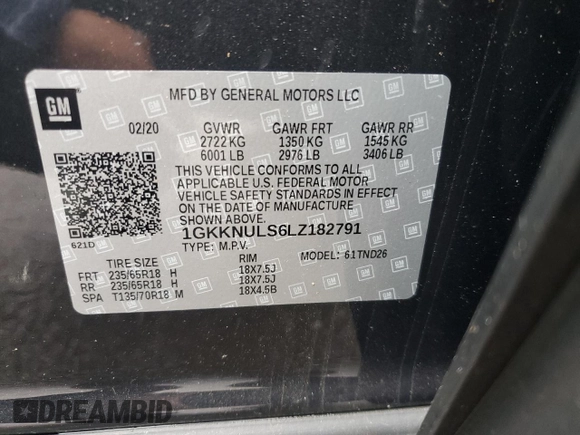 GM
MFD BY GENERAL MOTORS LLC
02/20 GVWR GAWR FRT GAWR RR
2722 KG 1350 KG 1545 KG
6001 LB 2976 LB 3406 LB
THIS VEHICLE CONFORMS TO ALL
APPLICABLE U.S. FEDERAL MOTOR
VEHICLE SAFETY STANDARDS IN EFFECT
ON THE DATE OF MANUFACTURE
SHOWN ABOVE.
621D
1GKKNULS6LZ182791
TYPE: M.P.V. MODEL: 61TND26
TIRE SIZE RIM
FRT 235/65R18 H 18X7.5J
RR 235/65R18 H 18X7.5J
SPA T135/70R18 M 18X4.5B
DREAMBID